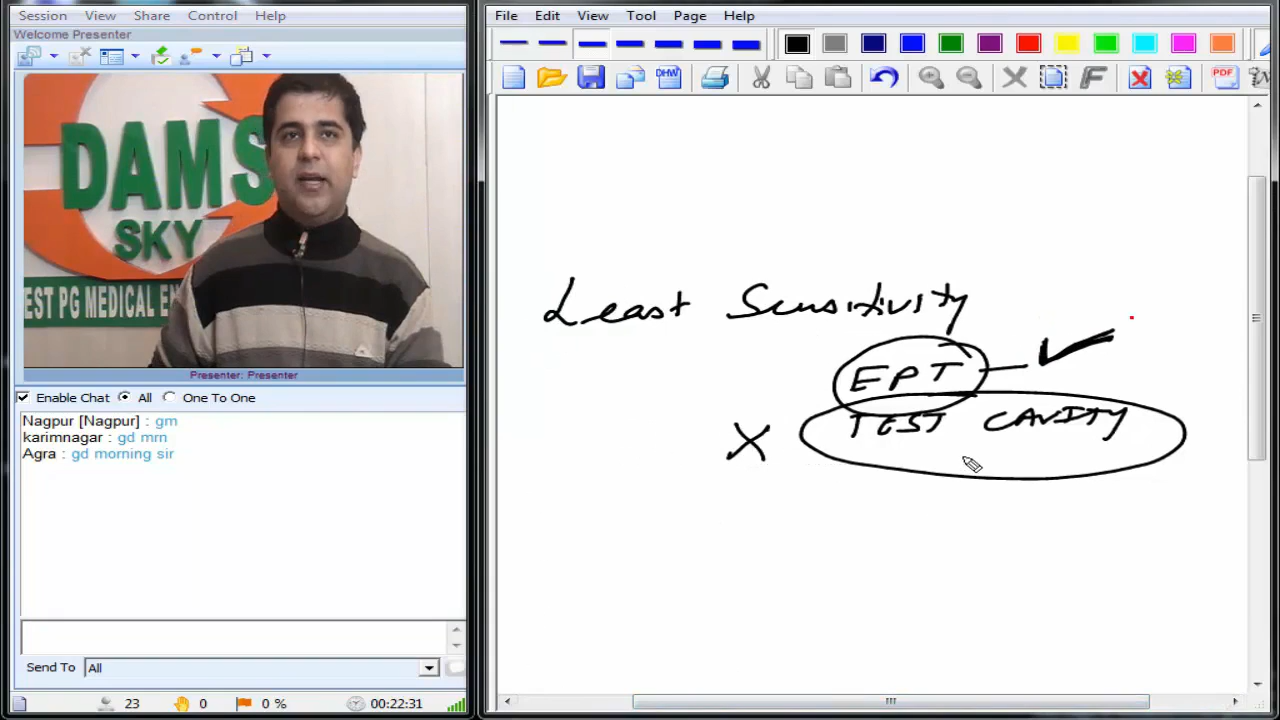 Session View Share Control Help
Welcome Presenter
DAMS
SKY
EST PG MEDICAL EN
Presenter: Presenter
Enable Chat All One To One
Nagpur [Nagpur] : gm
karimnagar : gd mrn
Agra : gd morning sir
Send To All
23 0 0 % 00:22:31
File Edit View Tool Page Help
DHW F PDF
Least Sensitivity
EPT
X TEST CAVITY